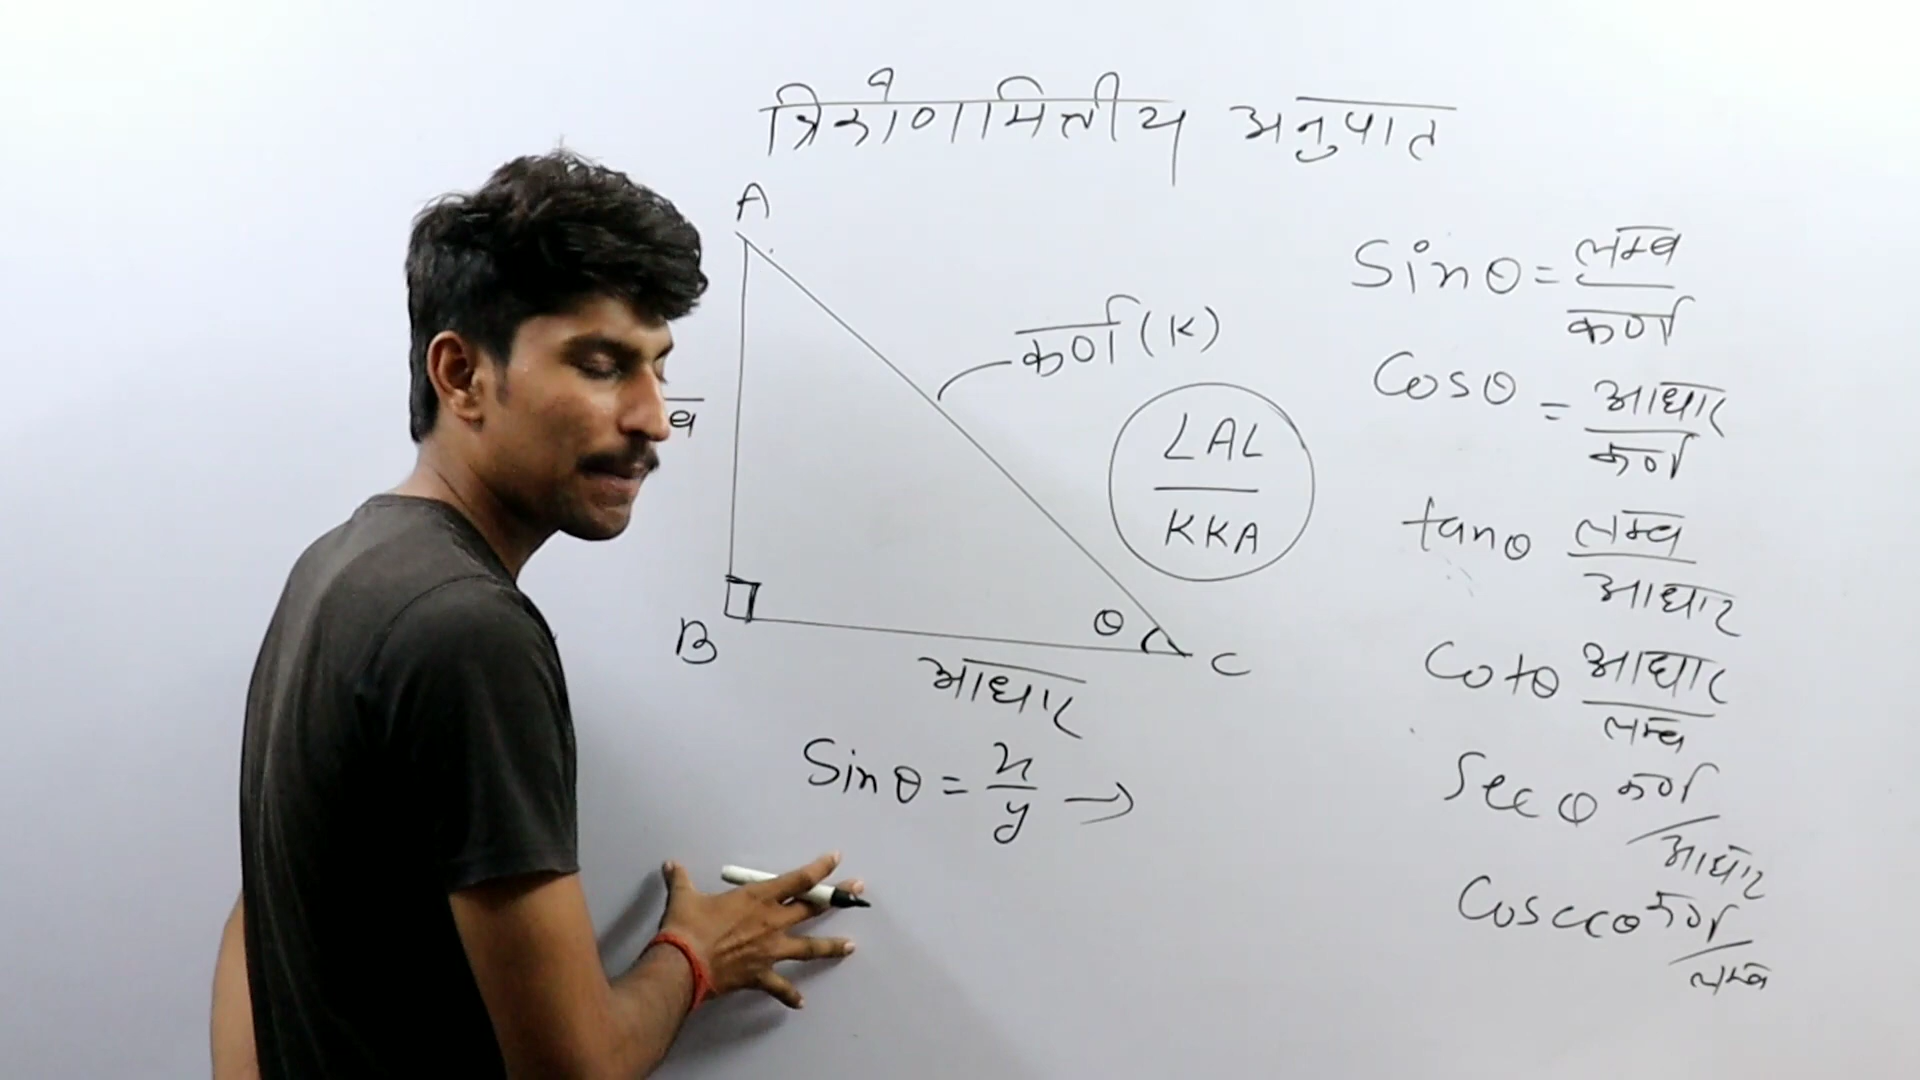 त्रिकोणमितीय अनुपात
A
कर्ण (K)
LAL
KKA
B
θ
C
आधार
Sinθ = x/y →
Sinθ = लम्ब/कर्ण
Cosθ = आधार/कर्ण
tanθ लम्ब/आधार
Cotθ आधार/लम्ब
Secθ कर्ण/आधार
Cosecθ कर्ण/लम्ब